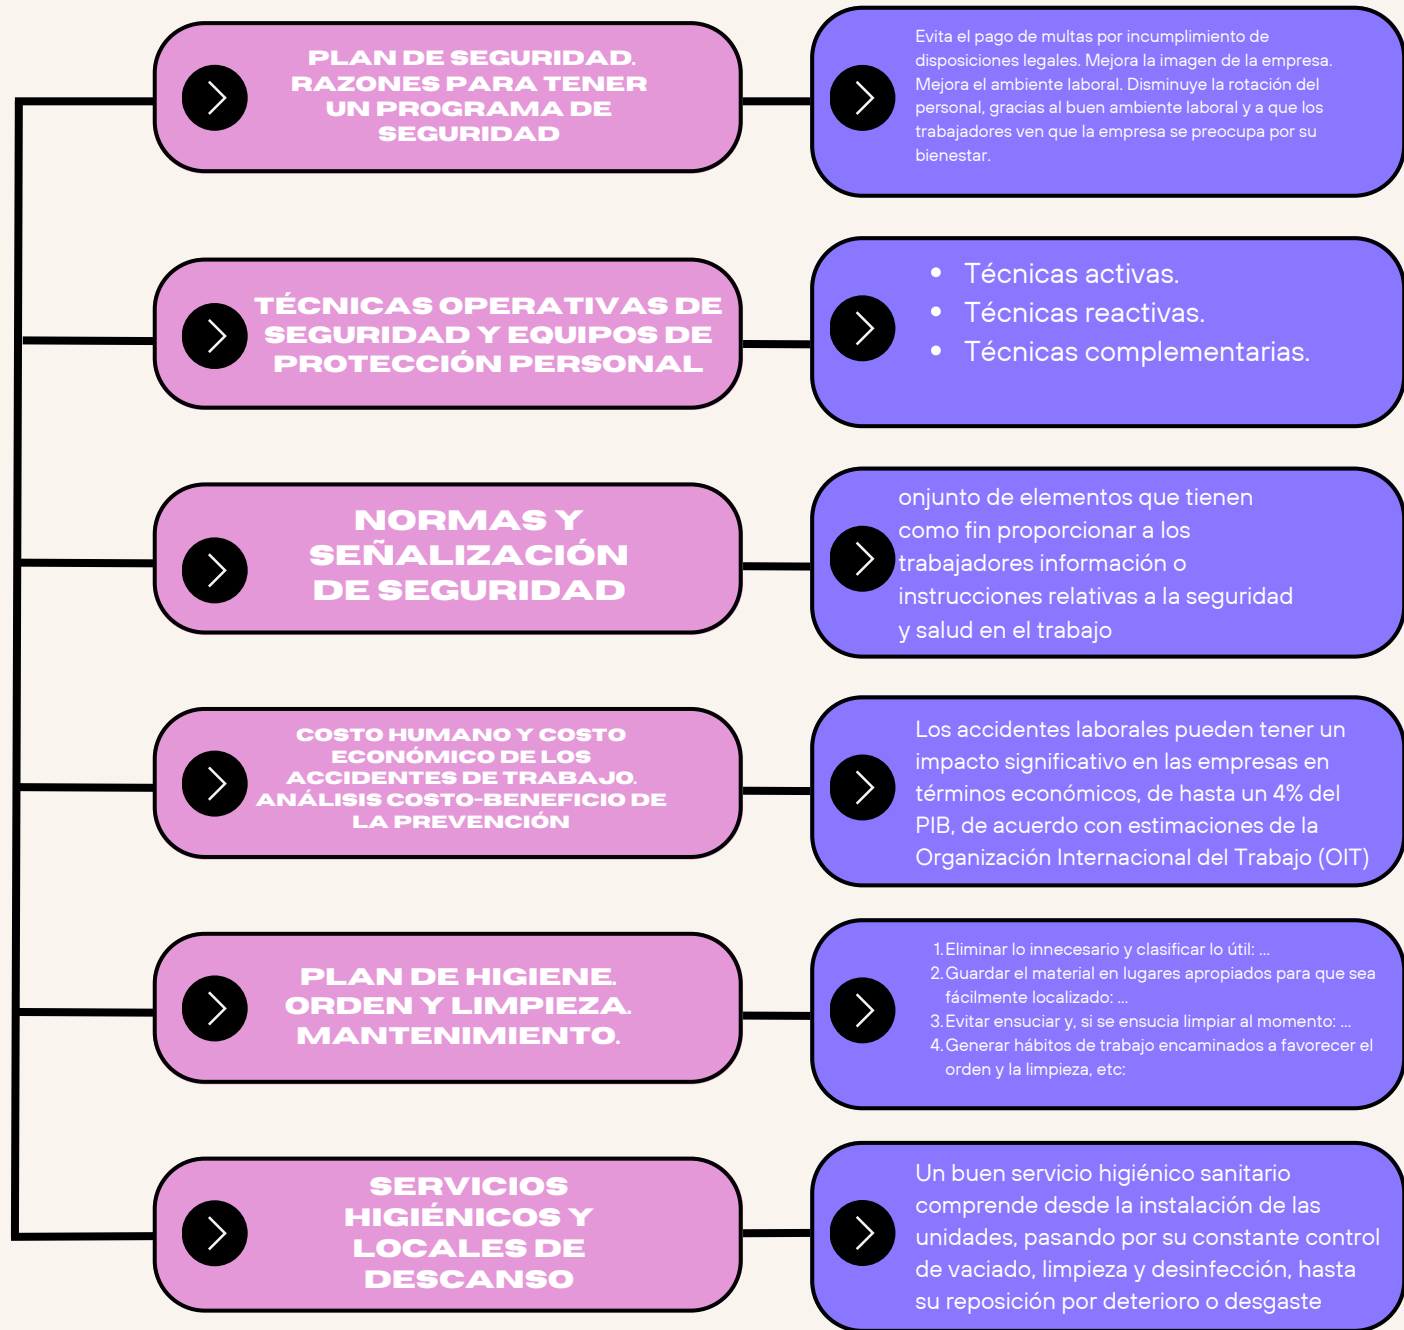 PLAN DE SEGURIDAD.
RAZONES PARA TENER
UN PROGRAMA DE
SEGURIDAD
Evita el pago de multas por incumplimiento de
disposiciones legales. Mejora la imagen de la empresa.
Mejora el ambiente laboral. Disminuye la rotación del
personal, gracias al buen ambiente laboral y a que los
trabajadores ven que la empresa se preocupa por su
bienestar.
TÉCNICAS OPERATIVAS DE
SEGURIDAD Y EQUIPOS DE
PROTECCIÓN PERSONAL
• Técnicas activas.
• Técnicas reactivas.
• Técnicas complementarias.
NORMAS Y
SEÑALIZACIÓN
DE SEGURIDAD
onjunto de elementos que tienen
como fin proporcionar a los
trabajadores información o
instrucciones relativas a la seguridad
y salud en el trabajo
COSTO HUMANO Y COSTO
ECONÓMICO DE LOS
ACCIDENTES DE TRABAJO.
ANÁLISIS COSTO-BENEFICIO DE
LA PREVENCIÓN
Los accidentes laborales pueden tener un
impacto significativo en las empresas en
términos económicos, de hasta un 4% del
PIB, de acuerdo con estimaciones de la
Organización Internacional del Trabajo (OIT)
PLAN DE HIGIENE.
ORDEN Y LIMPIEZA.
MANTENIMIENTO.
1. Eliminar lo innecesario y clasificar lo útil: ...
2. Guardar el material en lugares apropiados para que sea
fácilmente localizado: ...
3. Evitar ensuciar y, si se ensucia limpiar al momento: ...
4. Generar hábitos de trabajo encaminados a favorecer el
orden y la limpieza, etc:
SERVICIOS
HIGIÉNICOS Y
LOCALES DE
DESCANSO
Un buen servicio higiénico sanitario
comprende desde la instalación de las
unidades, pasando por su constante control
de vaciado, limpieza y desinfección, hasta
su reposición por deterioro o desgaste